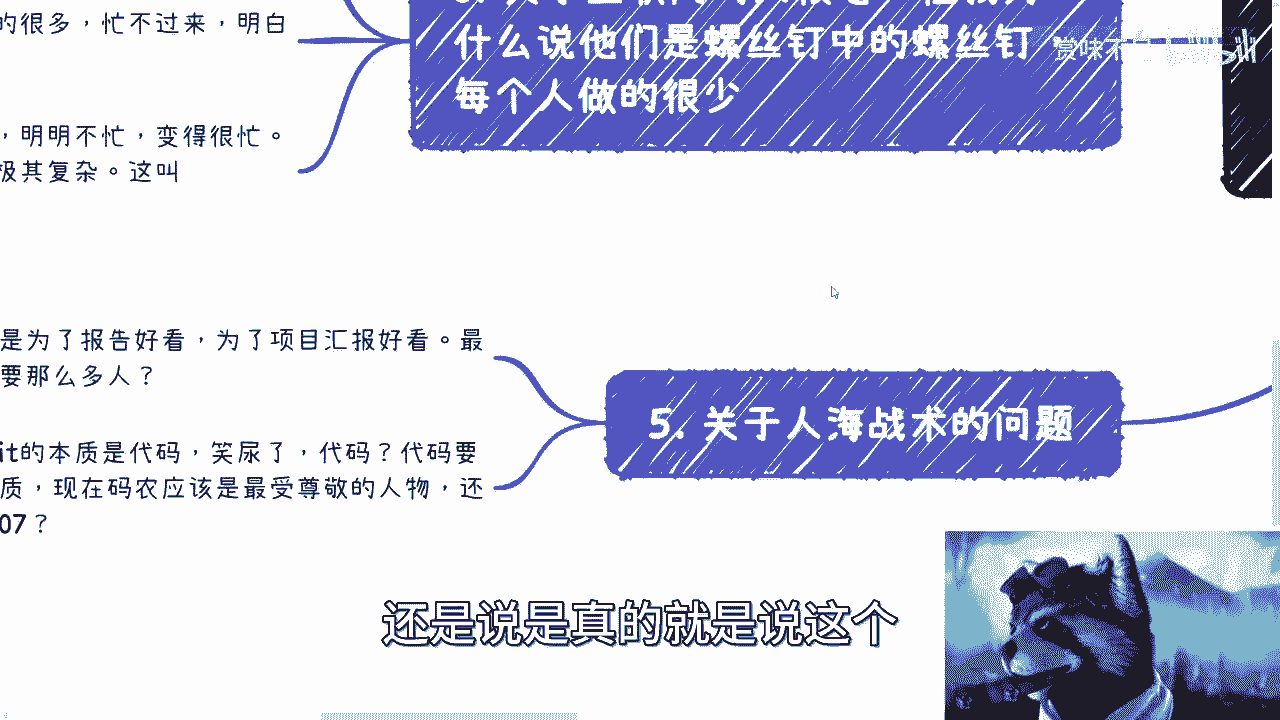 的很多，忙不过来，明白
，明明不忙，变得很忙。
极其复杂。这叫
什么说他们是螺丝钉中的螺丝钉
每个人做的很少
赏味不
是为了报告好看，为了项目汇报好看。最
要那么多人？
it的本质是代码，笑尿了，代码？代码要
质，现在码农应该是最受尊敬的人物，还
07？
5. 关于人海战术的问题
还是说是真的就是说这个